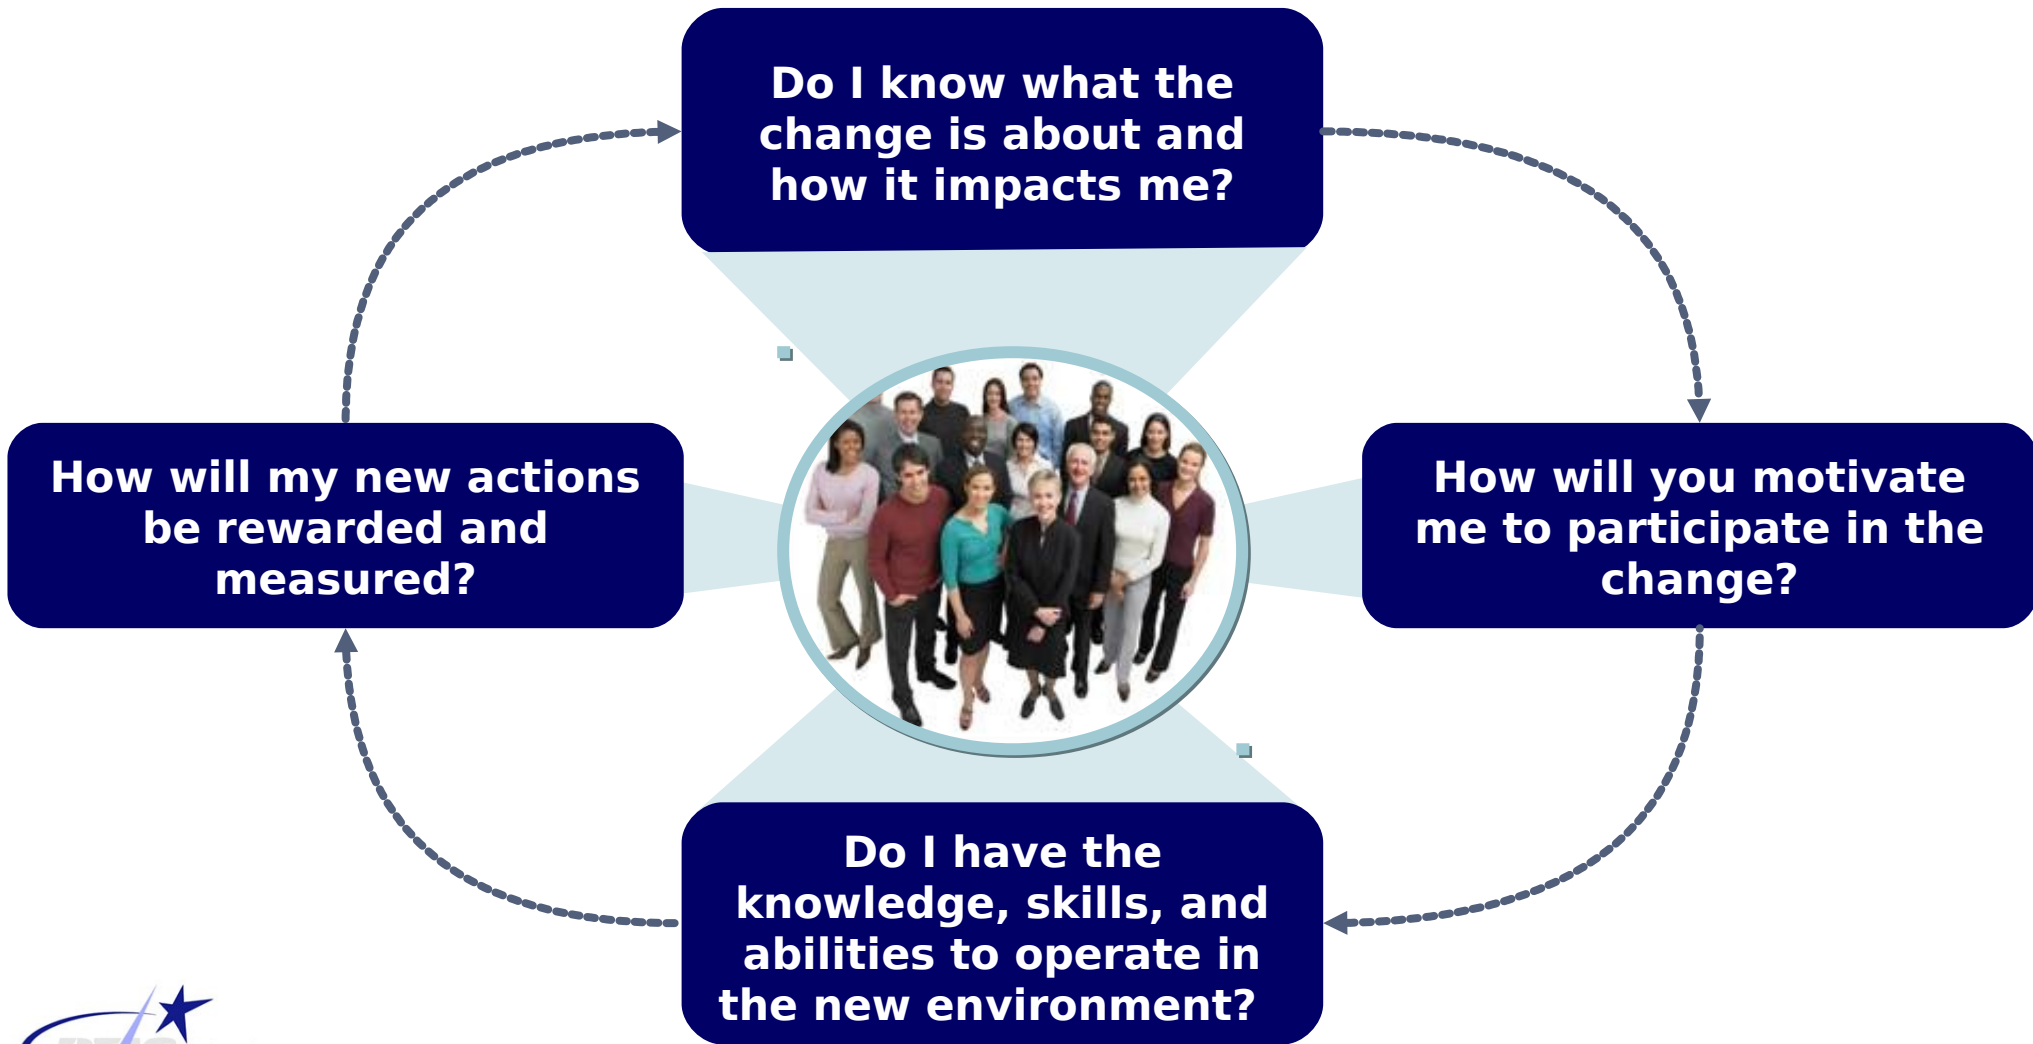 Do I know what the
change is about and
how it impacts me?
How will my new actions
be rewarded and
measured?
How will you motivate
me to participate in the
change?
Do I have the
knowledge, skills, and
abilities to operate in
the new environment?